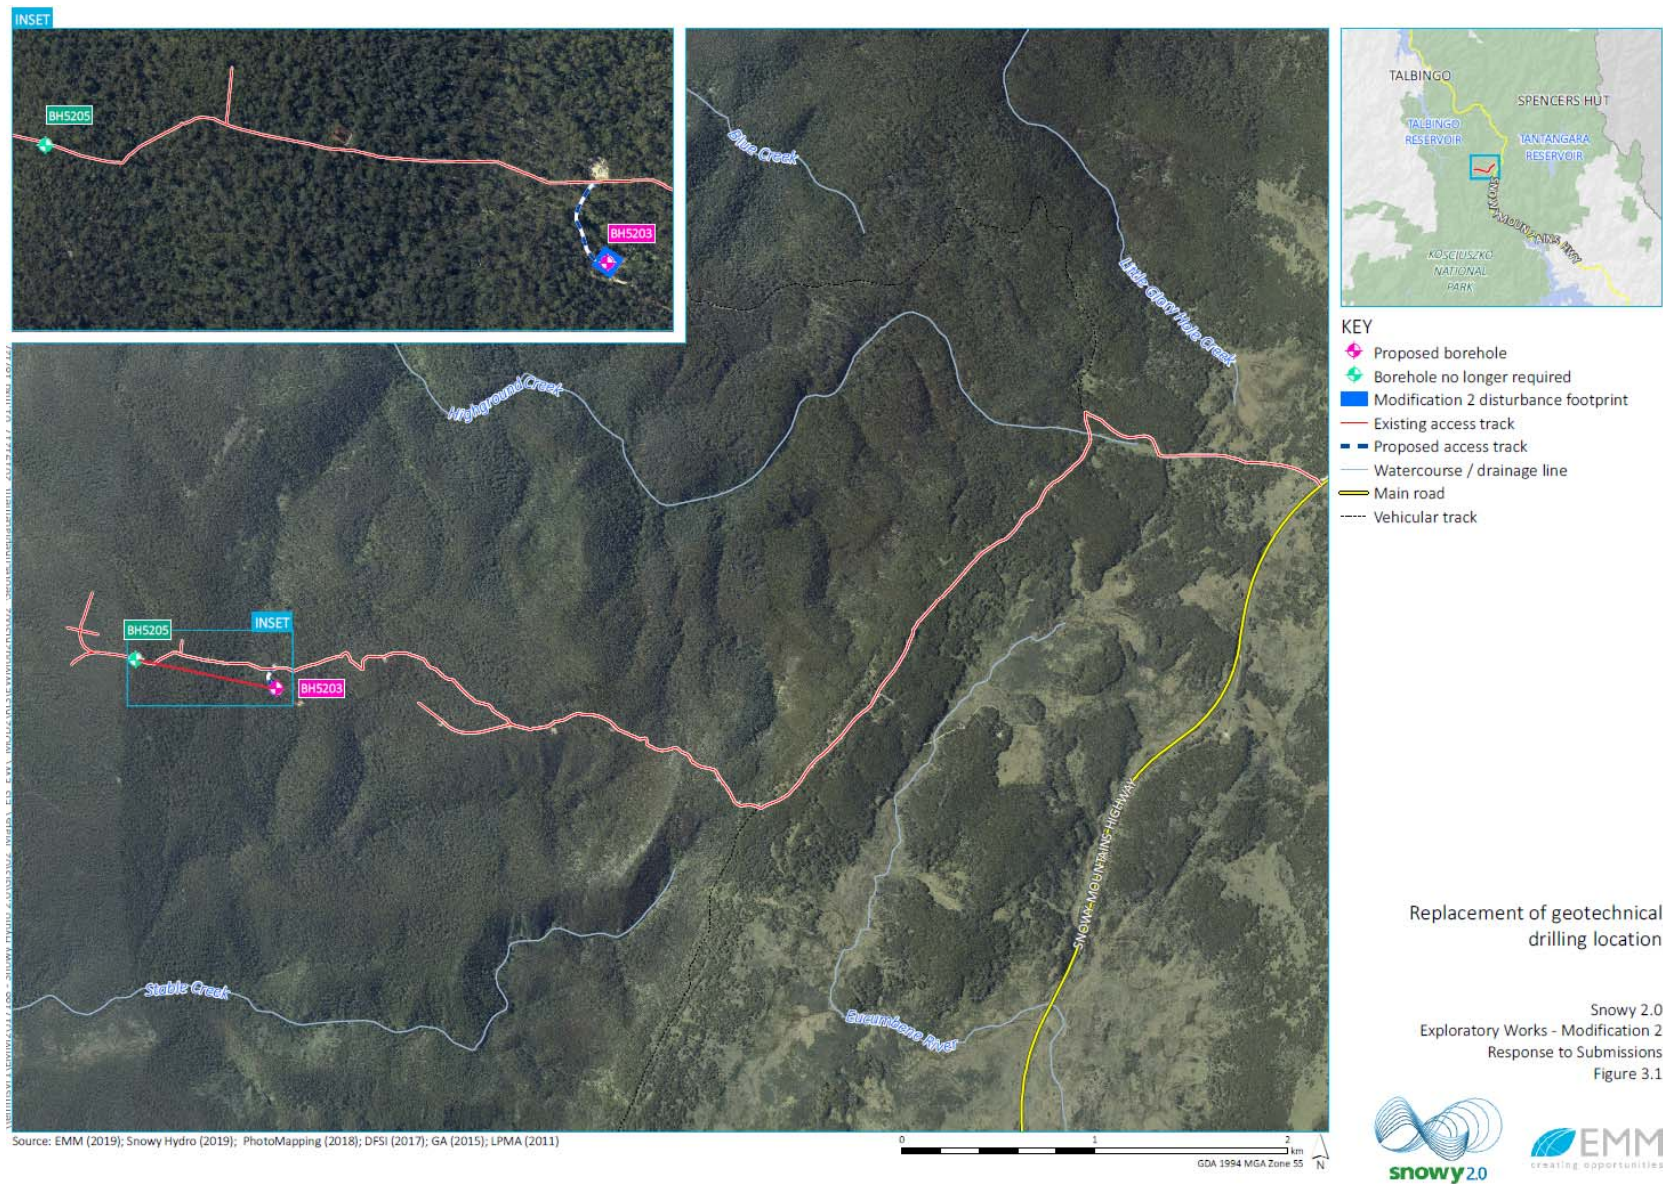 INSET
BH5205
BH5203
Blue Creek
Little Glory Hole Creek
Highground Creek
BH5205
INSET
BH5203
SNOWY MOUNTAINS HIGHWAY
Stable Creek
Eucumbene River
TALBINGO
SPENCERS HUT
TALBINGO
RESERVOIR
TANTANGARA
RESERVOIR
SNOWY MOUNTAINS HWY
KOSCIUSZKO
NATIONAL
PARK
KEY
Proposed borehole
Borehole no longer required
Modification 2 disturbance footprint
Existing access track
Proposed access track
Watercourse / drainage line
Main road
Vehicular track
Replacement of geotechnical
drilling location
Snowy 2.0
Exploratory Works - Modification 2
Response to Submissions
Figure 3.1
Source: EMM (2019); Snowy Hydro (2019); PhotoMapping (2018); DFSI (2017); GA (2015); LPMA (2011)
0 1 2
km
GDA 1994 MGA Zone 55
N
snowy2.0
EMM
creating opportunities